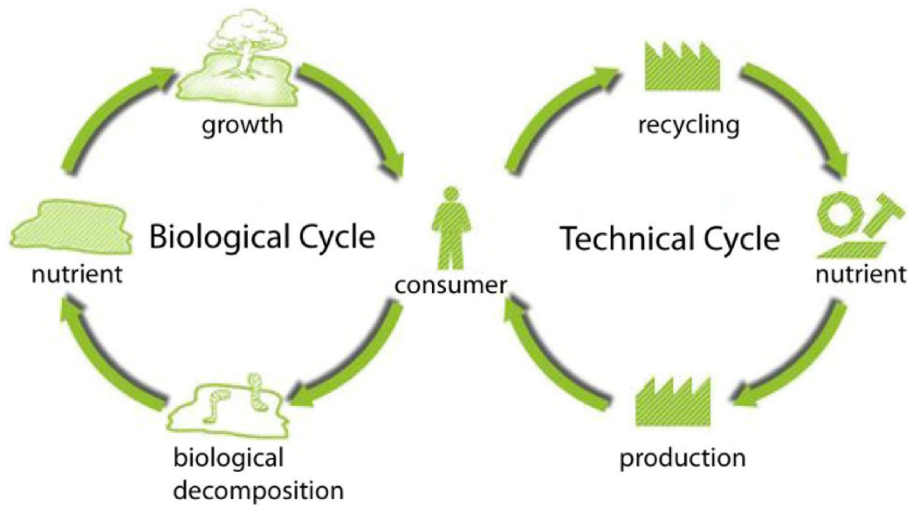 growth
recycling
Biological Cycle
Technical Cycle
nutrient
consumer
nutrient
biological
decomposition
production